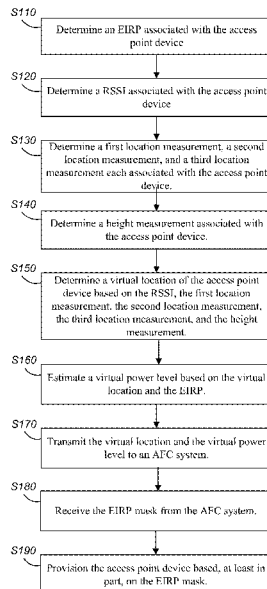 S110
Determine an EIRP associated with the access
point device
S120
Determine a RSSI associated with the access point
device
S130
Determine a first location measurement, a second
location measurement, and a third location
measurement each associated with the access point
device.
S140
Determine a height measurement associated with
the access point device.
S150
Determine a virtual location of the access point
device based on the RSSI, the first location
measurement, the second location measurement,
the third location measurement, and the height
measurement.
S160
Estimate a virtual power level based on the virtual
location and the EIRP.
S170
Transmit the virtual location and the virtual power
level to an AFC system.
S180
Receive the EIRP mask from the AFC system.
S190
Provision the access point device based, at least in
part, on the EIRP mask.